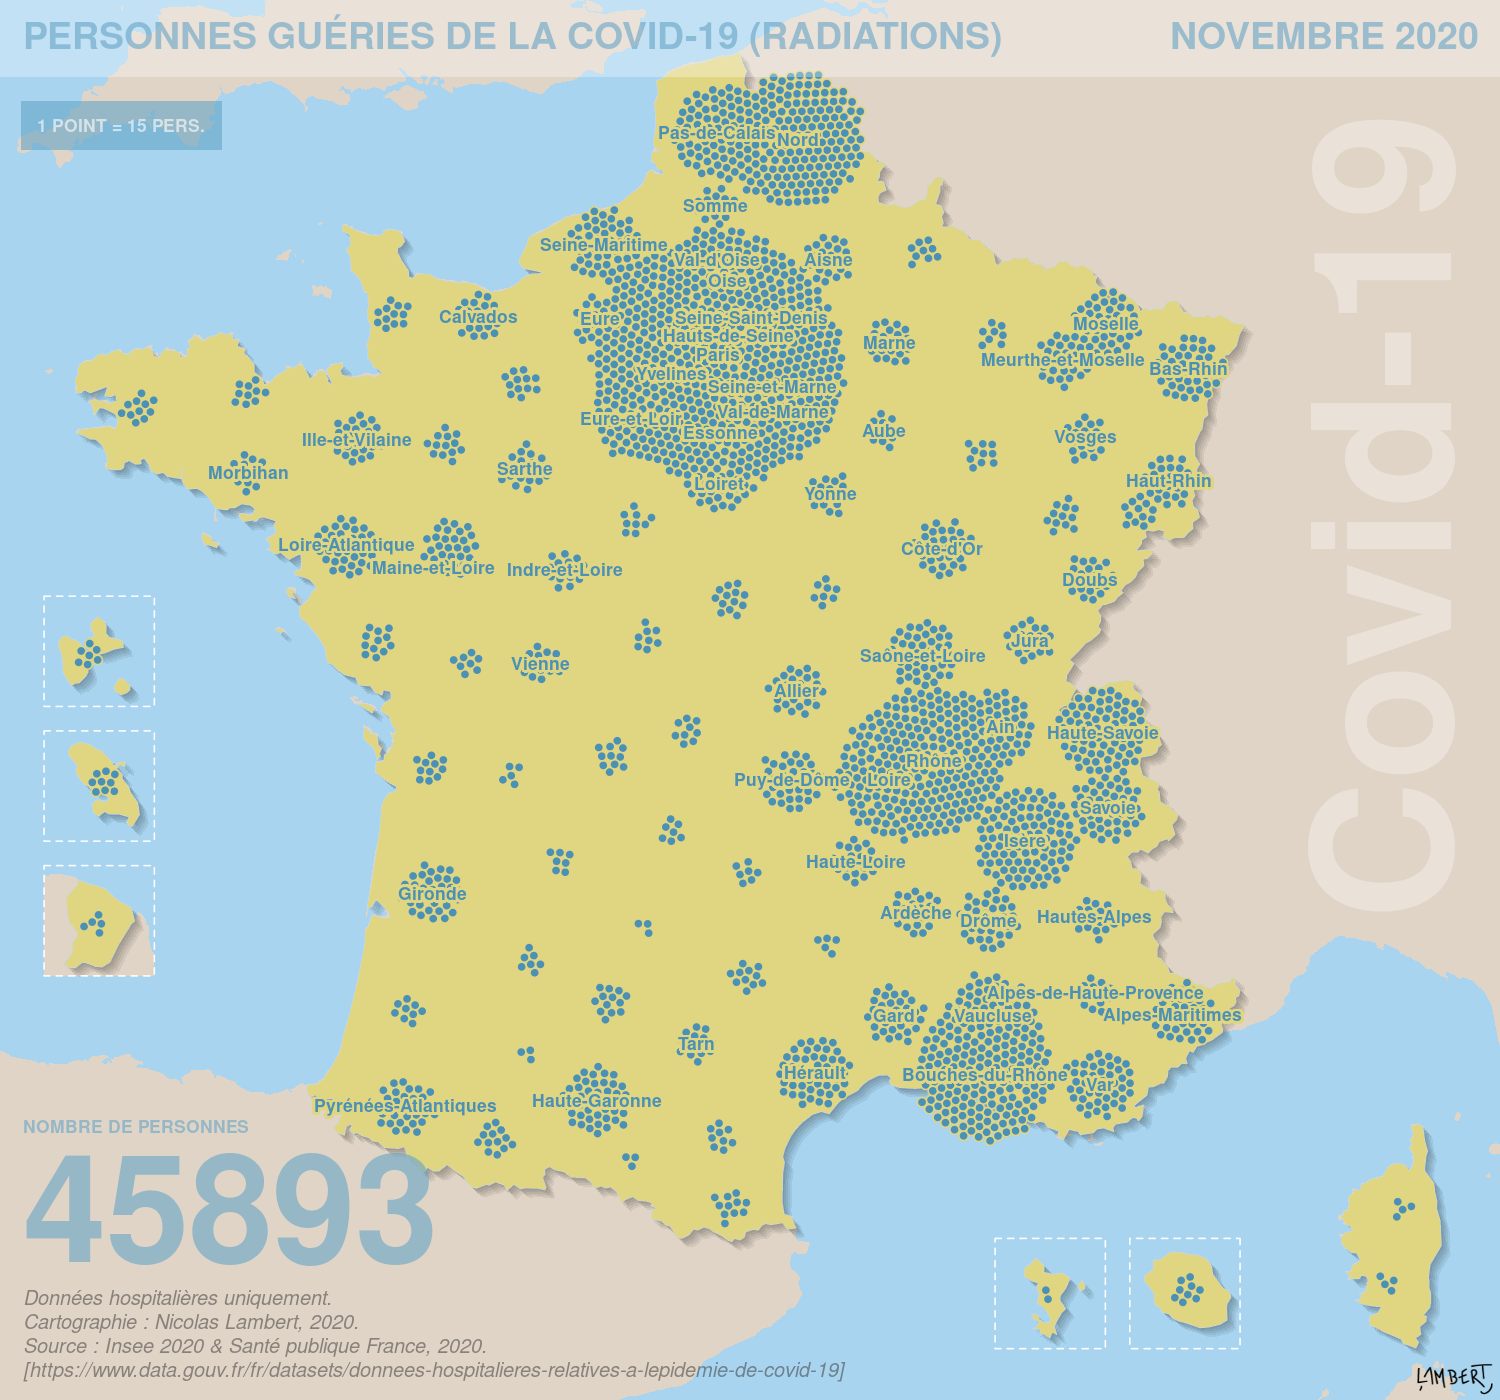 PERSONNES GUÉRIES DE LA COVID-19 (RADIATIONS)
NOVEMBRE 2020
1 POINT = 15 PERS.
Covid-19
Pas-de-Calais
Nord
Somme
Seine-Maritime
Val-d'Oise
Aisne
Oise
Calvados
Eure
Seine-Saint-Denis
Moselle
Hauts-de-Seine
Marne
Paris
Meurthe-et-Moselle
Bas-Rhin
Yvelines
Seine-et-Marne
Eure-et-Loir
Val-de-Marne
Essonne
Aube
Vosges
Ille-et-Vilaine
Morbihan
Sarthe
Loiret
Yonne
Haut-Rhin
Loire-Atlantique
Maine-et-Loire
Indre-et-Loire
Côte-d'Or
Doubs
Vienne
Saône-et-Loire
Jura
Allier
Ain
Haute-Savoie
Rhône
Puy-de-Dôme
Loire
Savoie
Isère
Haute-Loire
Gironde
Ardèche
Drôme
Hautes-Alpes
Alpes-de-Haute-Provence
Gard
Vaucluse
Alpes-Maritimes
Tarn
Hérault
Bouches-du-Rhône
Var
Pyrénées-Atlantiques
Haute-Garonne
NOMBRE DE PERSONNES
45893
Données hospitalières uniquement.
Cartographie : Nicolas Lambert, 2020.
Source : Insee 2020 & Santé publique France, 2020.
[https://www.data.gouv.fr/fr/datasets/donnees-hospitalieres-relatives-a-lepidemie-de-covid-19]
LAMBERT